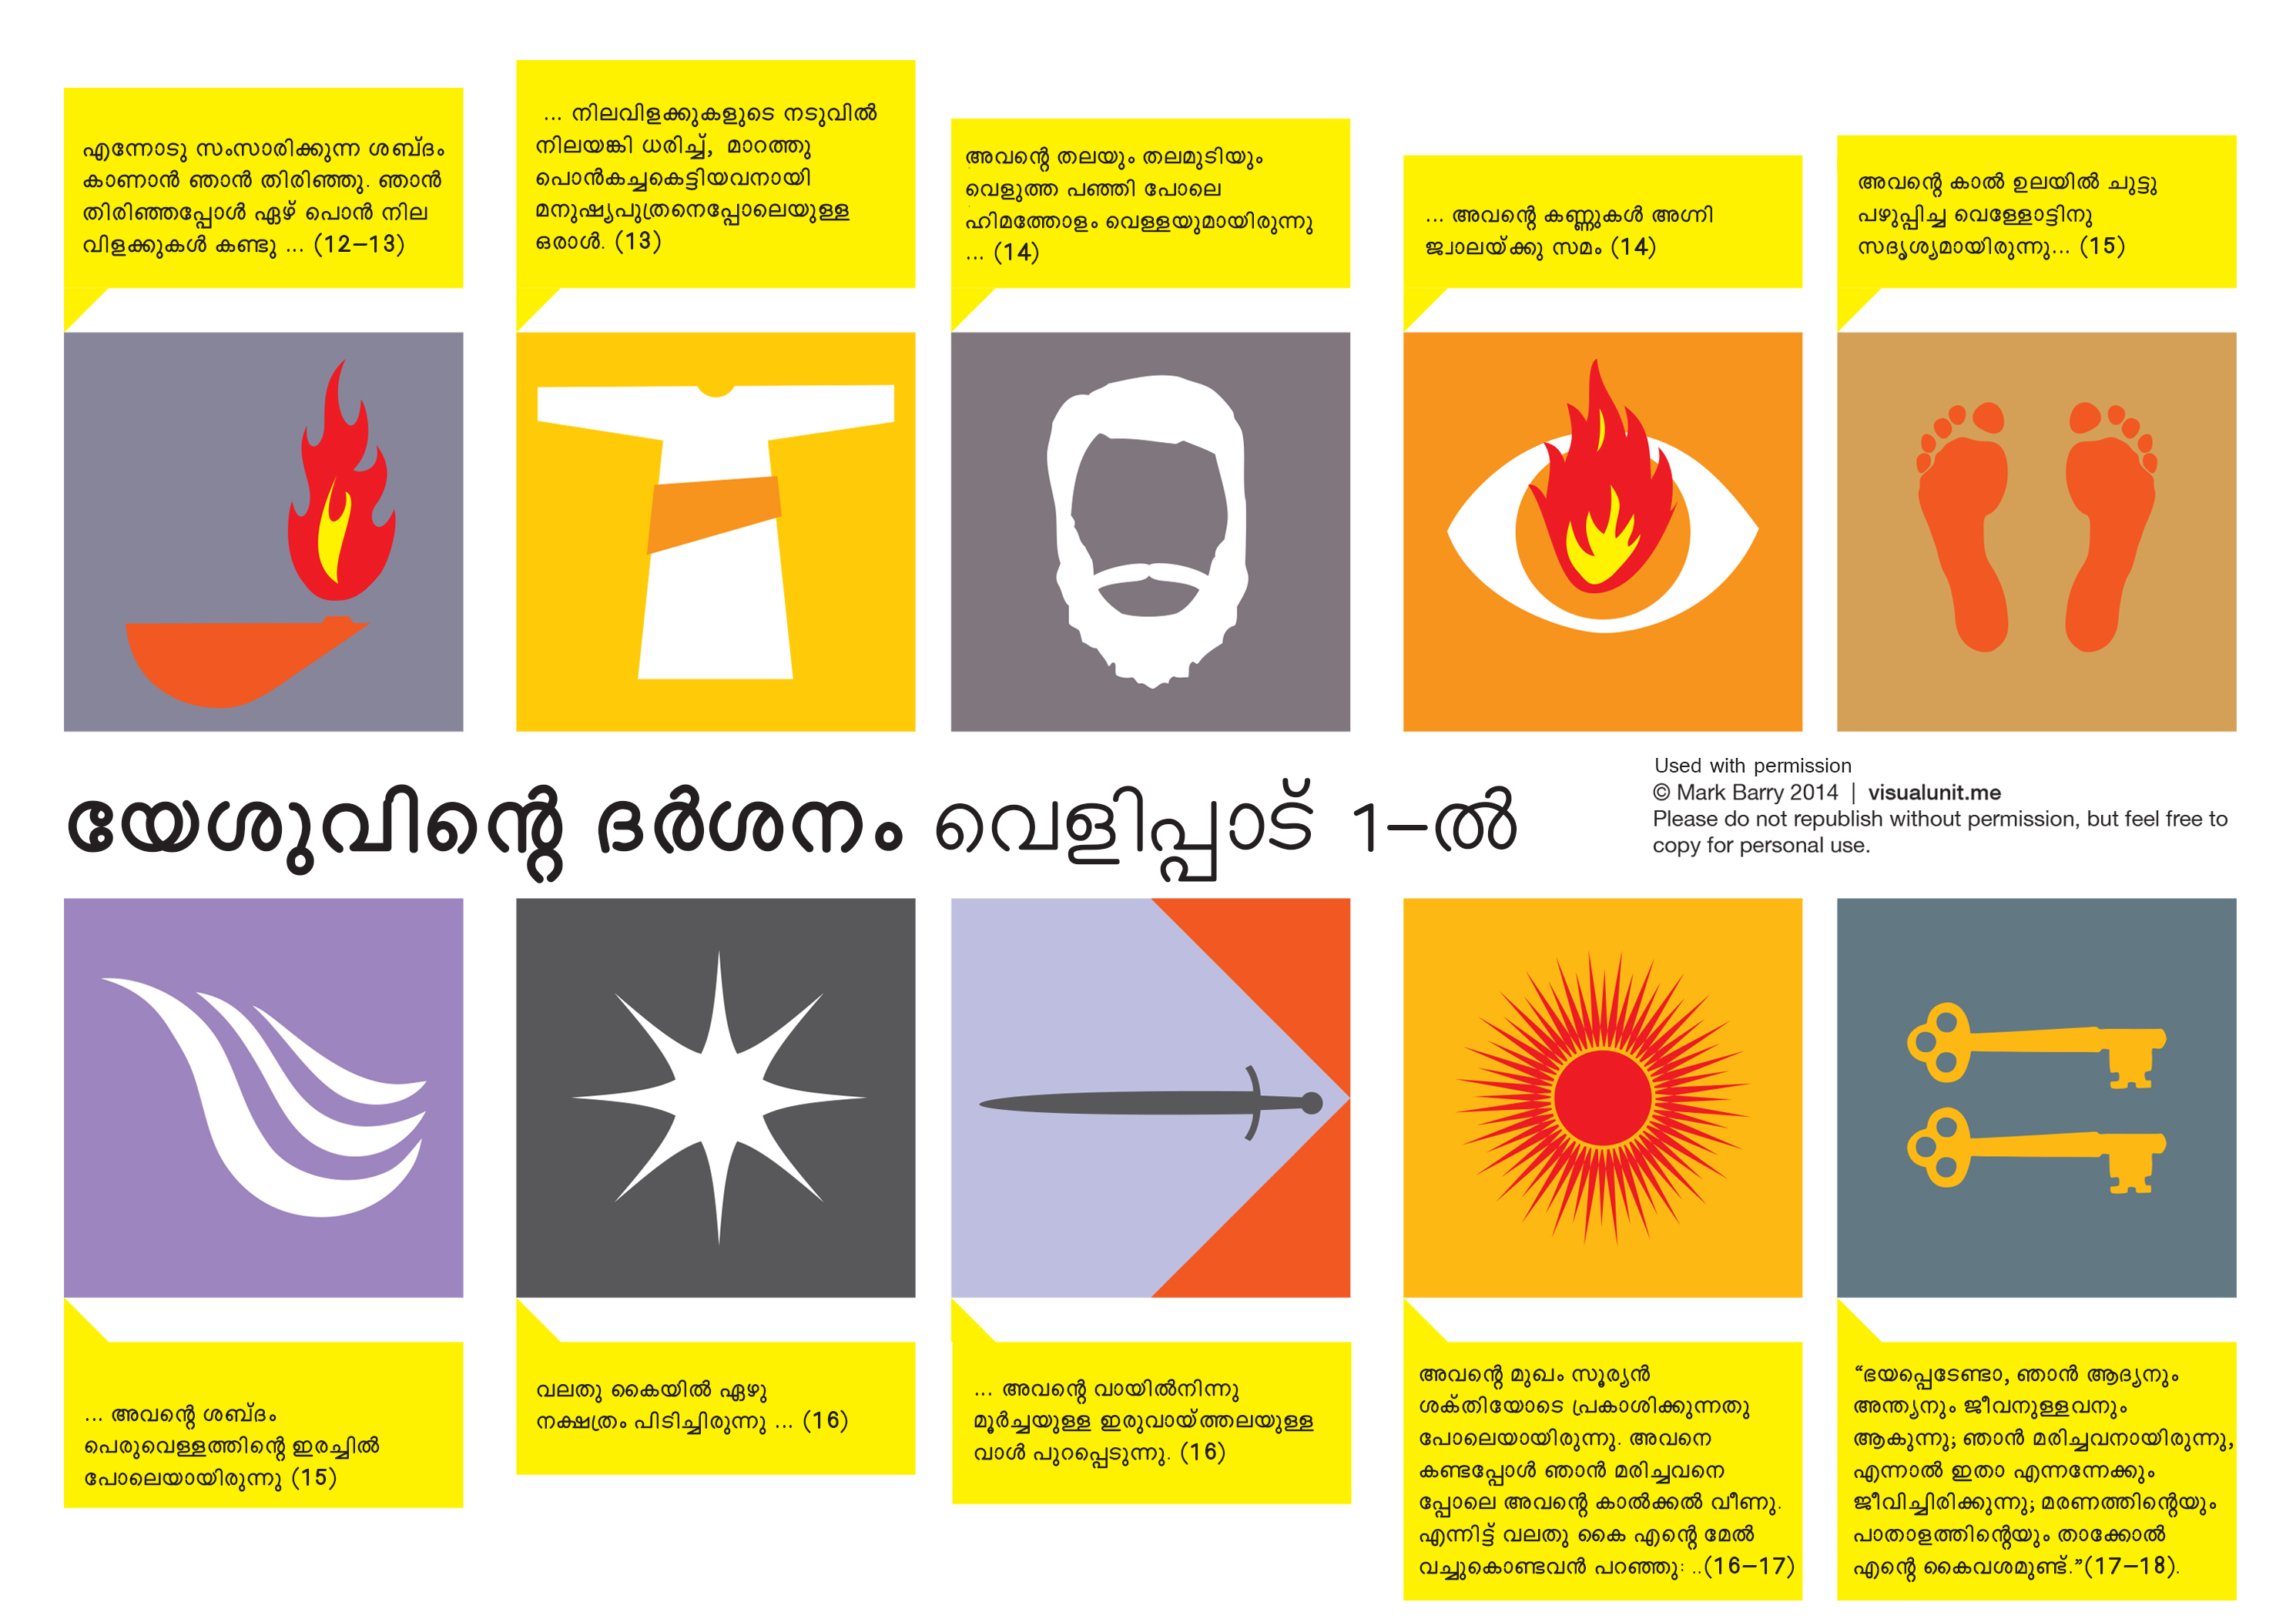 എന്നോടു സംസാരിക്കുന്ന ശബ്ദം
കാണാൻ ഞാൻ തിരിഞ്ഞു. ഞാൻ
തിരിഞ്ഞപ്പോൾ ഏഴ് പൊൻ നില
വിളക്കുകൾ കണ്ടു ... (12–13)
... നിലവിളക്കുകളുടെ നടുവിൽ
നിലയങ്കി ധരിച്ച്, മാറത്തു
പൊൻകച്ചകെട്ടിയവനായി
മനുഷ്യപുത്രനെപ്പോലെയുള്ള
ഒരാൾ. (13)
അവന്റെ തലയും തലമുടിയും
വെളുത്ത പഞ്ഞി പോലെ
ഹിമത്തോളം വെള്ളയുമായിരുന്നു
... (14)
... അവന്റെ കണ്ണുകൾ അഗ്നി
ജ്വാലയ്ക്കു സമം (14)
അവന്റെ കാൽ ഉലയിൽ ചുട്ടു
പഴുപ്പിച്ച വെള്ളോട്ടിനു
സദൃശ്യമായിരുന്നു... (15)
യേശുവിന്റെ ദർശനം വെളിപ്പാട് 1–ൽ
Used with permission
© Mark Barry 2014 | visualunit.me
Please do not republish without permission, but feel free to
copy for personal use.
... അവന്റെ ശബ്ദം
പെരുവെള്ളത്തിന്റെ ഇരച്ചിൽ
പോലെയായിരുന്നു (15)
വലതു കൈയിൽ ഏഴു
നക്ഷത്രം പിടിച്ചിരുന്നു ... (16)
... അവന്റെ വായിൽനിന്നു
മൂർച്ചയുള്ള ഇരുവായ്ത്തലയുള്ള
വാൾ പുറപ്പെടുന്നു. (16)
അവന്റെ മുഖം സൂര്യൻ
ശക്തിയോടെ പ്രകാശിക്കുന്നതു
പോലെയായിരുന്നു. അവനെ
കണ്ടപ്പോൾ ഞാൻ മരിച്ചവനെ
പ്പോലെ അവന്റെ കാൽക്കൽ വീണു.
എന്നിട്ട് വലതു കൈ എന്റെ മേൽ
വച്ചുകൊണ്ടവൻ പറഞ്ഞു: ..(16–17)
“ഭയപ്പെടേണ്ടാ, ഞാൻ ആദ്യനും
അന്ത്യനും ജീവനുള്ളവനും
ആകുന്നു; ഞാൻ മരിച്ചവനായിരുന്നു,
എന്നാൽ ഇതാ എന്നന്നേക്കും
ജീവിച്ചിരിക്കുന്നു; മരണത്തിന്റെയും
പാതാളത്തിന്റെയും താക്കോൽ
എന്റെ കൈവശമുണ്ട്.”(17–18).